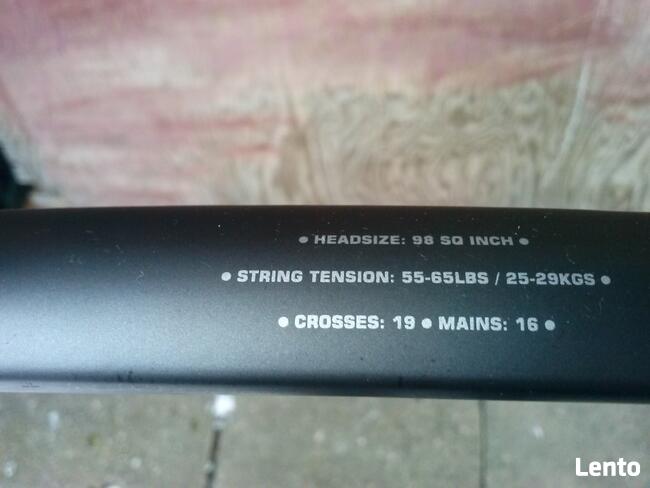 • HEADSIZE: 98 SQ INCH •
• STRING TENSION: 55-65LBS / 25-29KGS •
• CROSSES: 19 • MAINS: 16 •
Lento